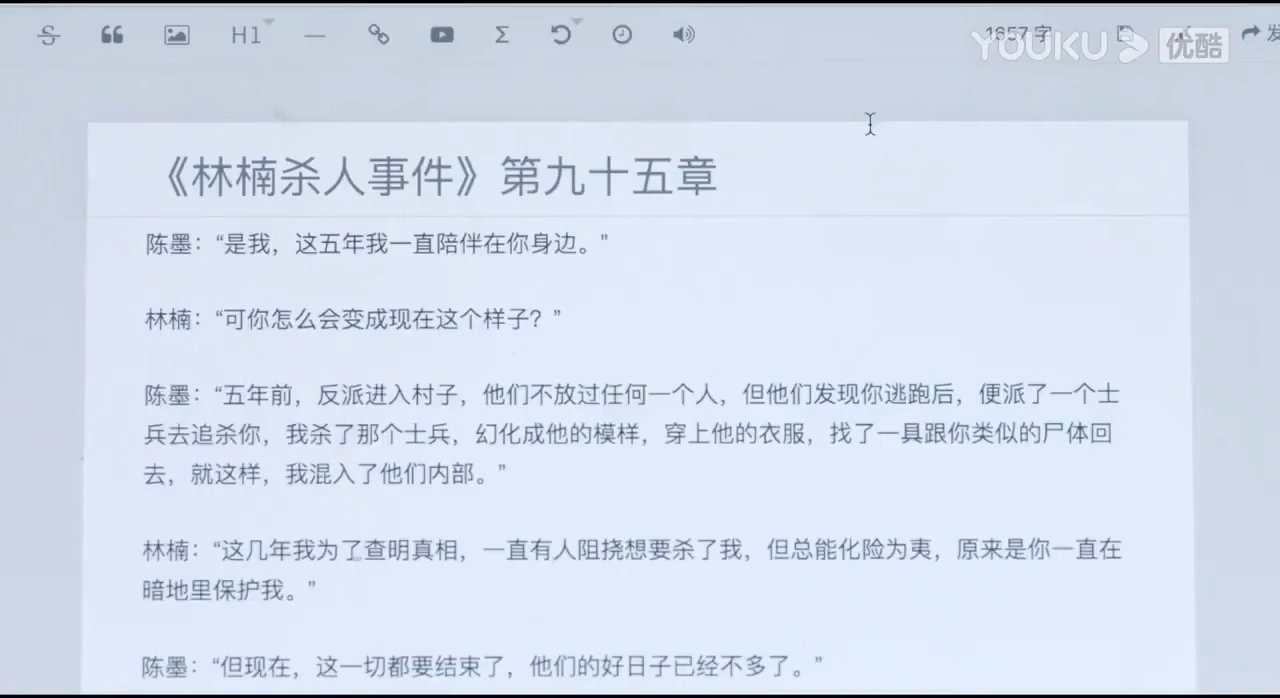 H1
Σ
1657 字
YOUKU 优酷
发
《林楠杀人事件》第九十五章
陈墨：“是我，这五年我一直陪伴在你身边。”
林楠：“可你怎么会变成现在这个样子？”
陈墨：“五年前，反派进入村子，他们不放过任何一个人，但他们发现你逃跑后，便派了一个士
兵去追杀你，我杀了那个士兵，幻化成他的模样，穿上他的衣服，找了一具跟你类似的尸体回
去，就这样，我混入了他们内部。”
林楠：“这几年我为了查明真相，一直有人阻挠想要杀了我，但总能化险为夷，原来是你一直在
暗地里保护我。”
陈墨：“但现在，这一切都要结束了，他们的好日子已经不多了。”